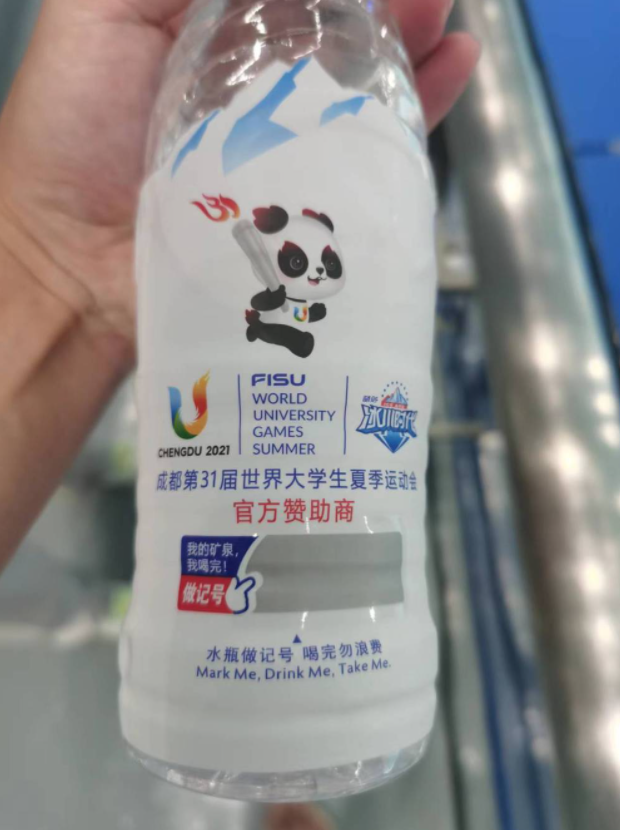 CHENGDU 2021
FISU
WORLD
UNIVERSITY
GAMES
SUMMER
冰川时代
成都第31届世界大学生夏季运动会
官方赞助商
我的矿泉，
我喝完！
做记号
水瓶做记号 喝完勿浪费
Mark Me, Drink Me, Take Me.